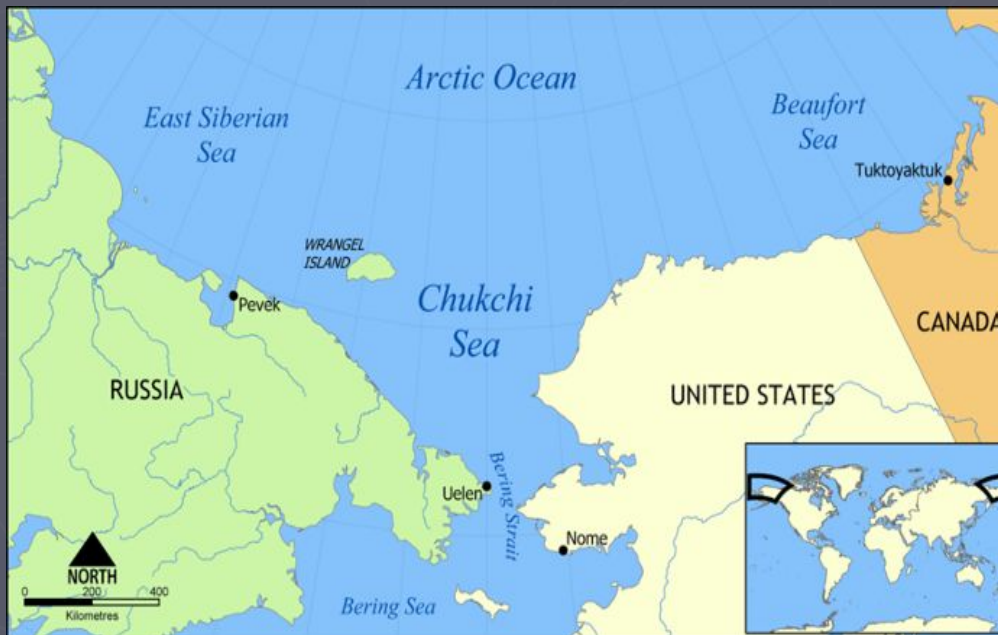 Arctic Ocean
East Siberian
Sea
Beaufort
Sea
Tuktoyaktuk
WRANGEL
ISLAND
Pevek
Chukchi
Sea
CANADA
RUSSIA
UNITED STATES
Uelen
Bering Strait
Nome
NORTH
0 200 400
Kilometres
Bering Sea